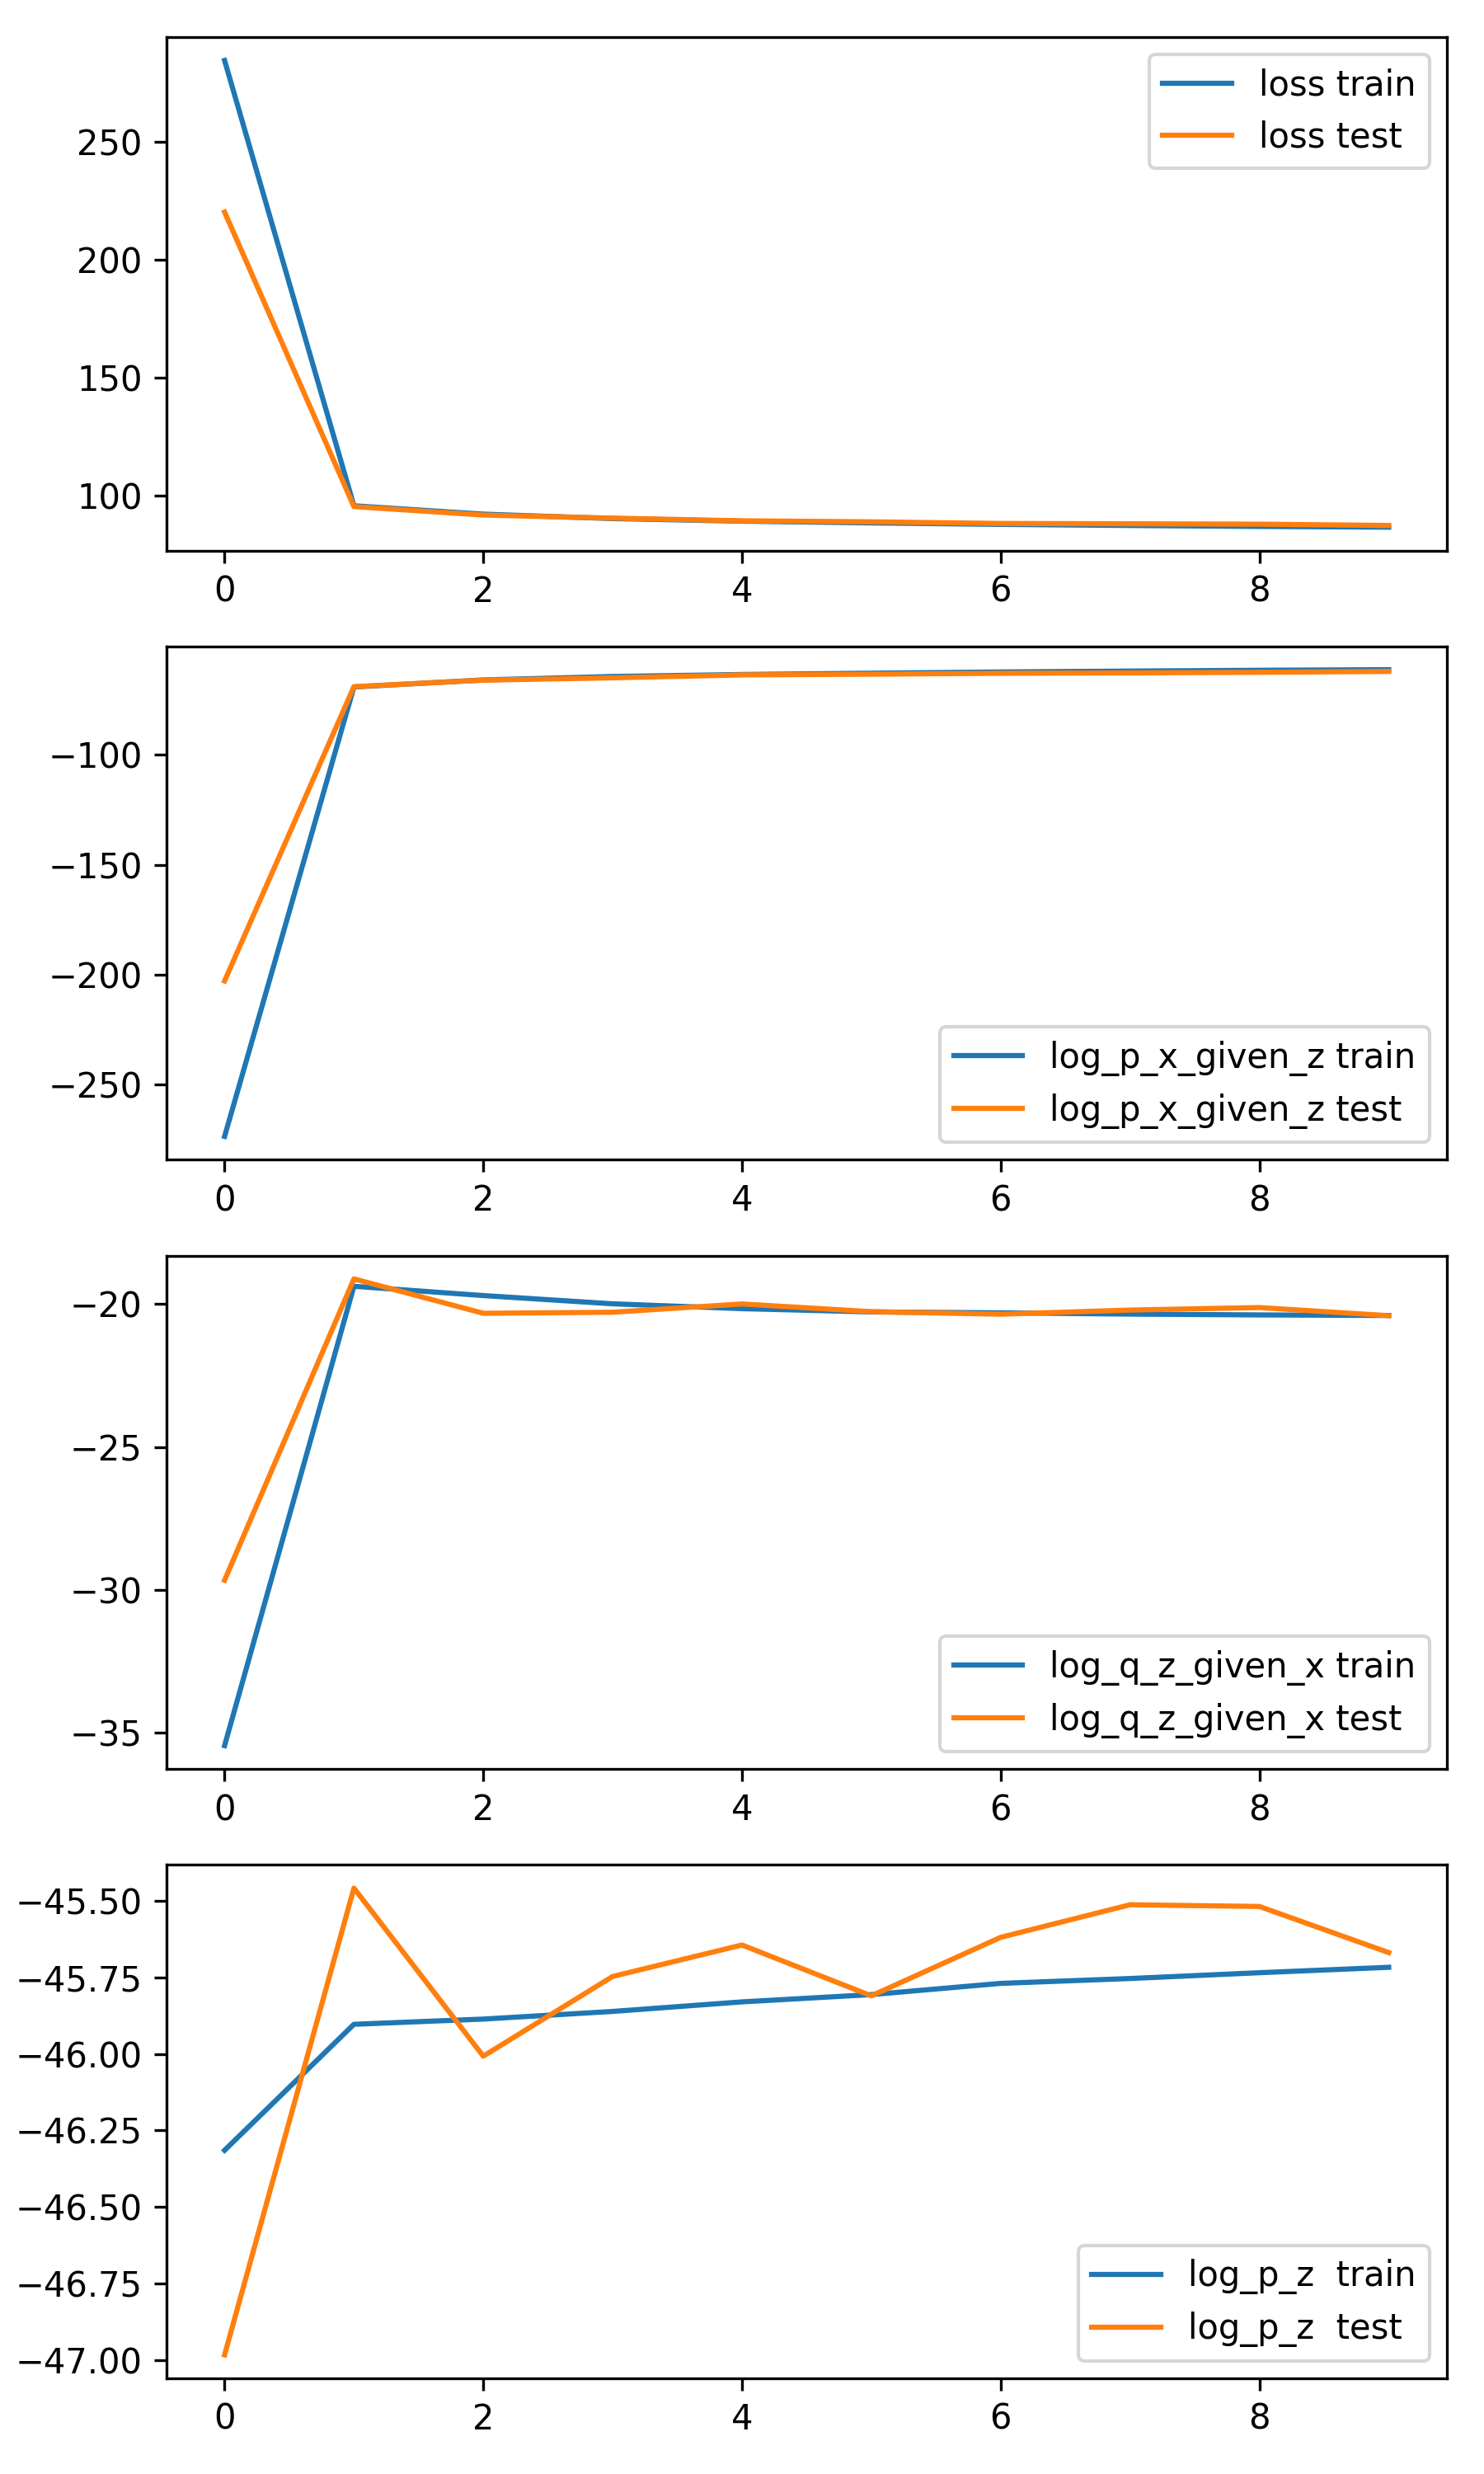 250
200
150
100
0 2 4 6 8
loss train
loss test
−100
−150
−200
−250
0 2 4 6 8
log_p_x_given_z train
log_p_x_given_z test
−20
−25
−30
−35
0 2 4 6 8
log_q_z_given_x train
log_q_z_given_x test
−45.50
−45.75
−46.00
−46.25
−46.50
−46.75
−47.00
0 2 4 6 8
log_p_z  train
log_p_z  test